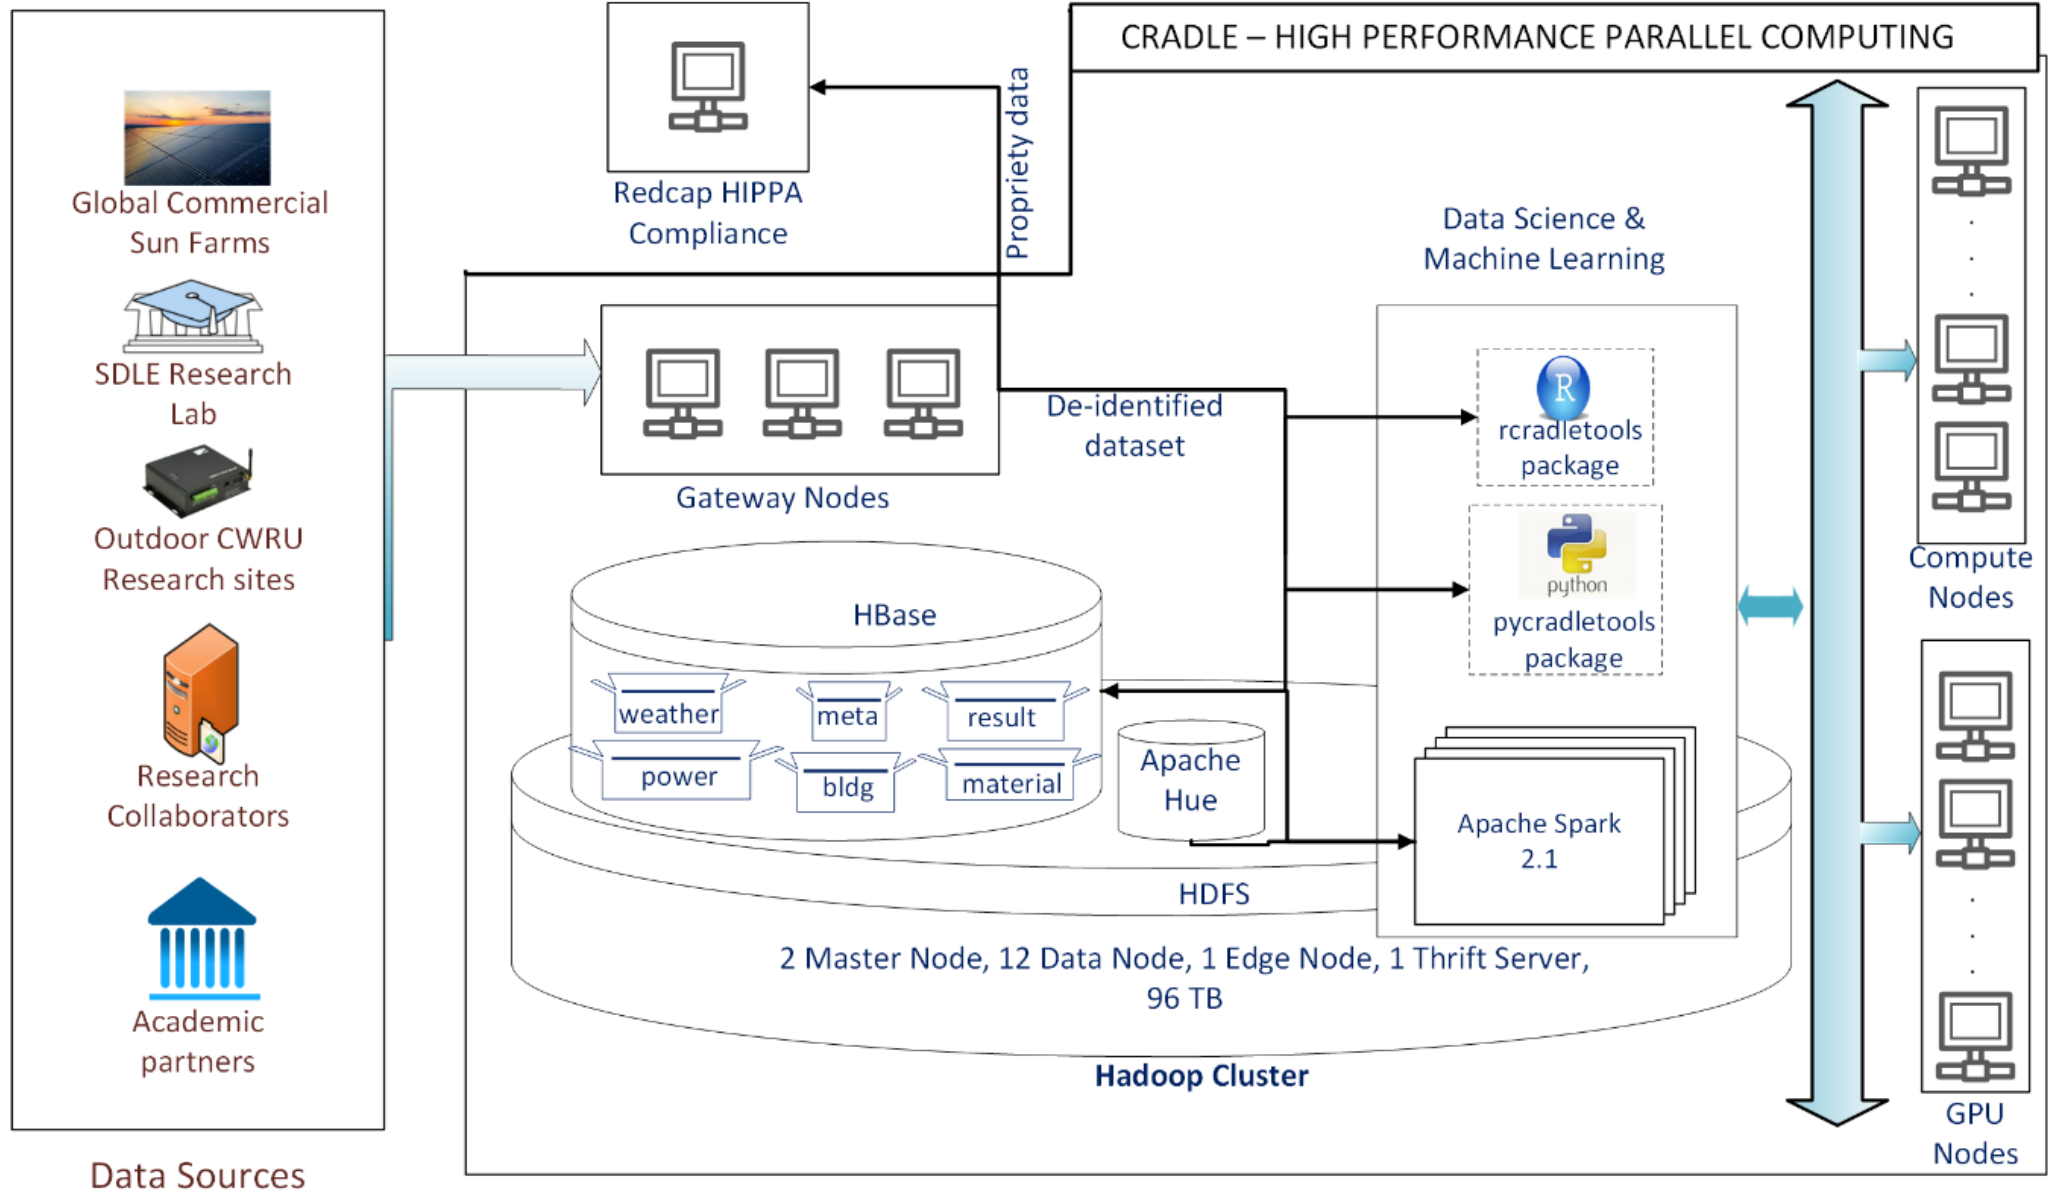 CRADLE – HIGH PERFORMANCE PARALLEL COMPUTING
Global Commercial
Sun Farms
SDLE Research
Lab
Outdoor CWRU
Research sites
Research
Collaborators
Academic
partners
Data Sources
Redcap HIPPA
Compliance
Propriety data
Gateway Nodes
De-identified
dataset
Data Science &
Machine Learning
R
rcradletools
package
python
pycradletools
package
HBase
weather
meta
result
power
bldg
material
Apache
Hue
Apache Spark
2.1
HDFS
2 Master Node, 12 Data Node, 1 Edge Node, 1 Thrift Server,
96 TB
Hadoop Cluster
Compute
Nodes
GPU
Nodes